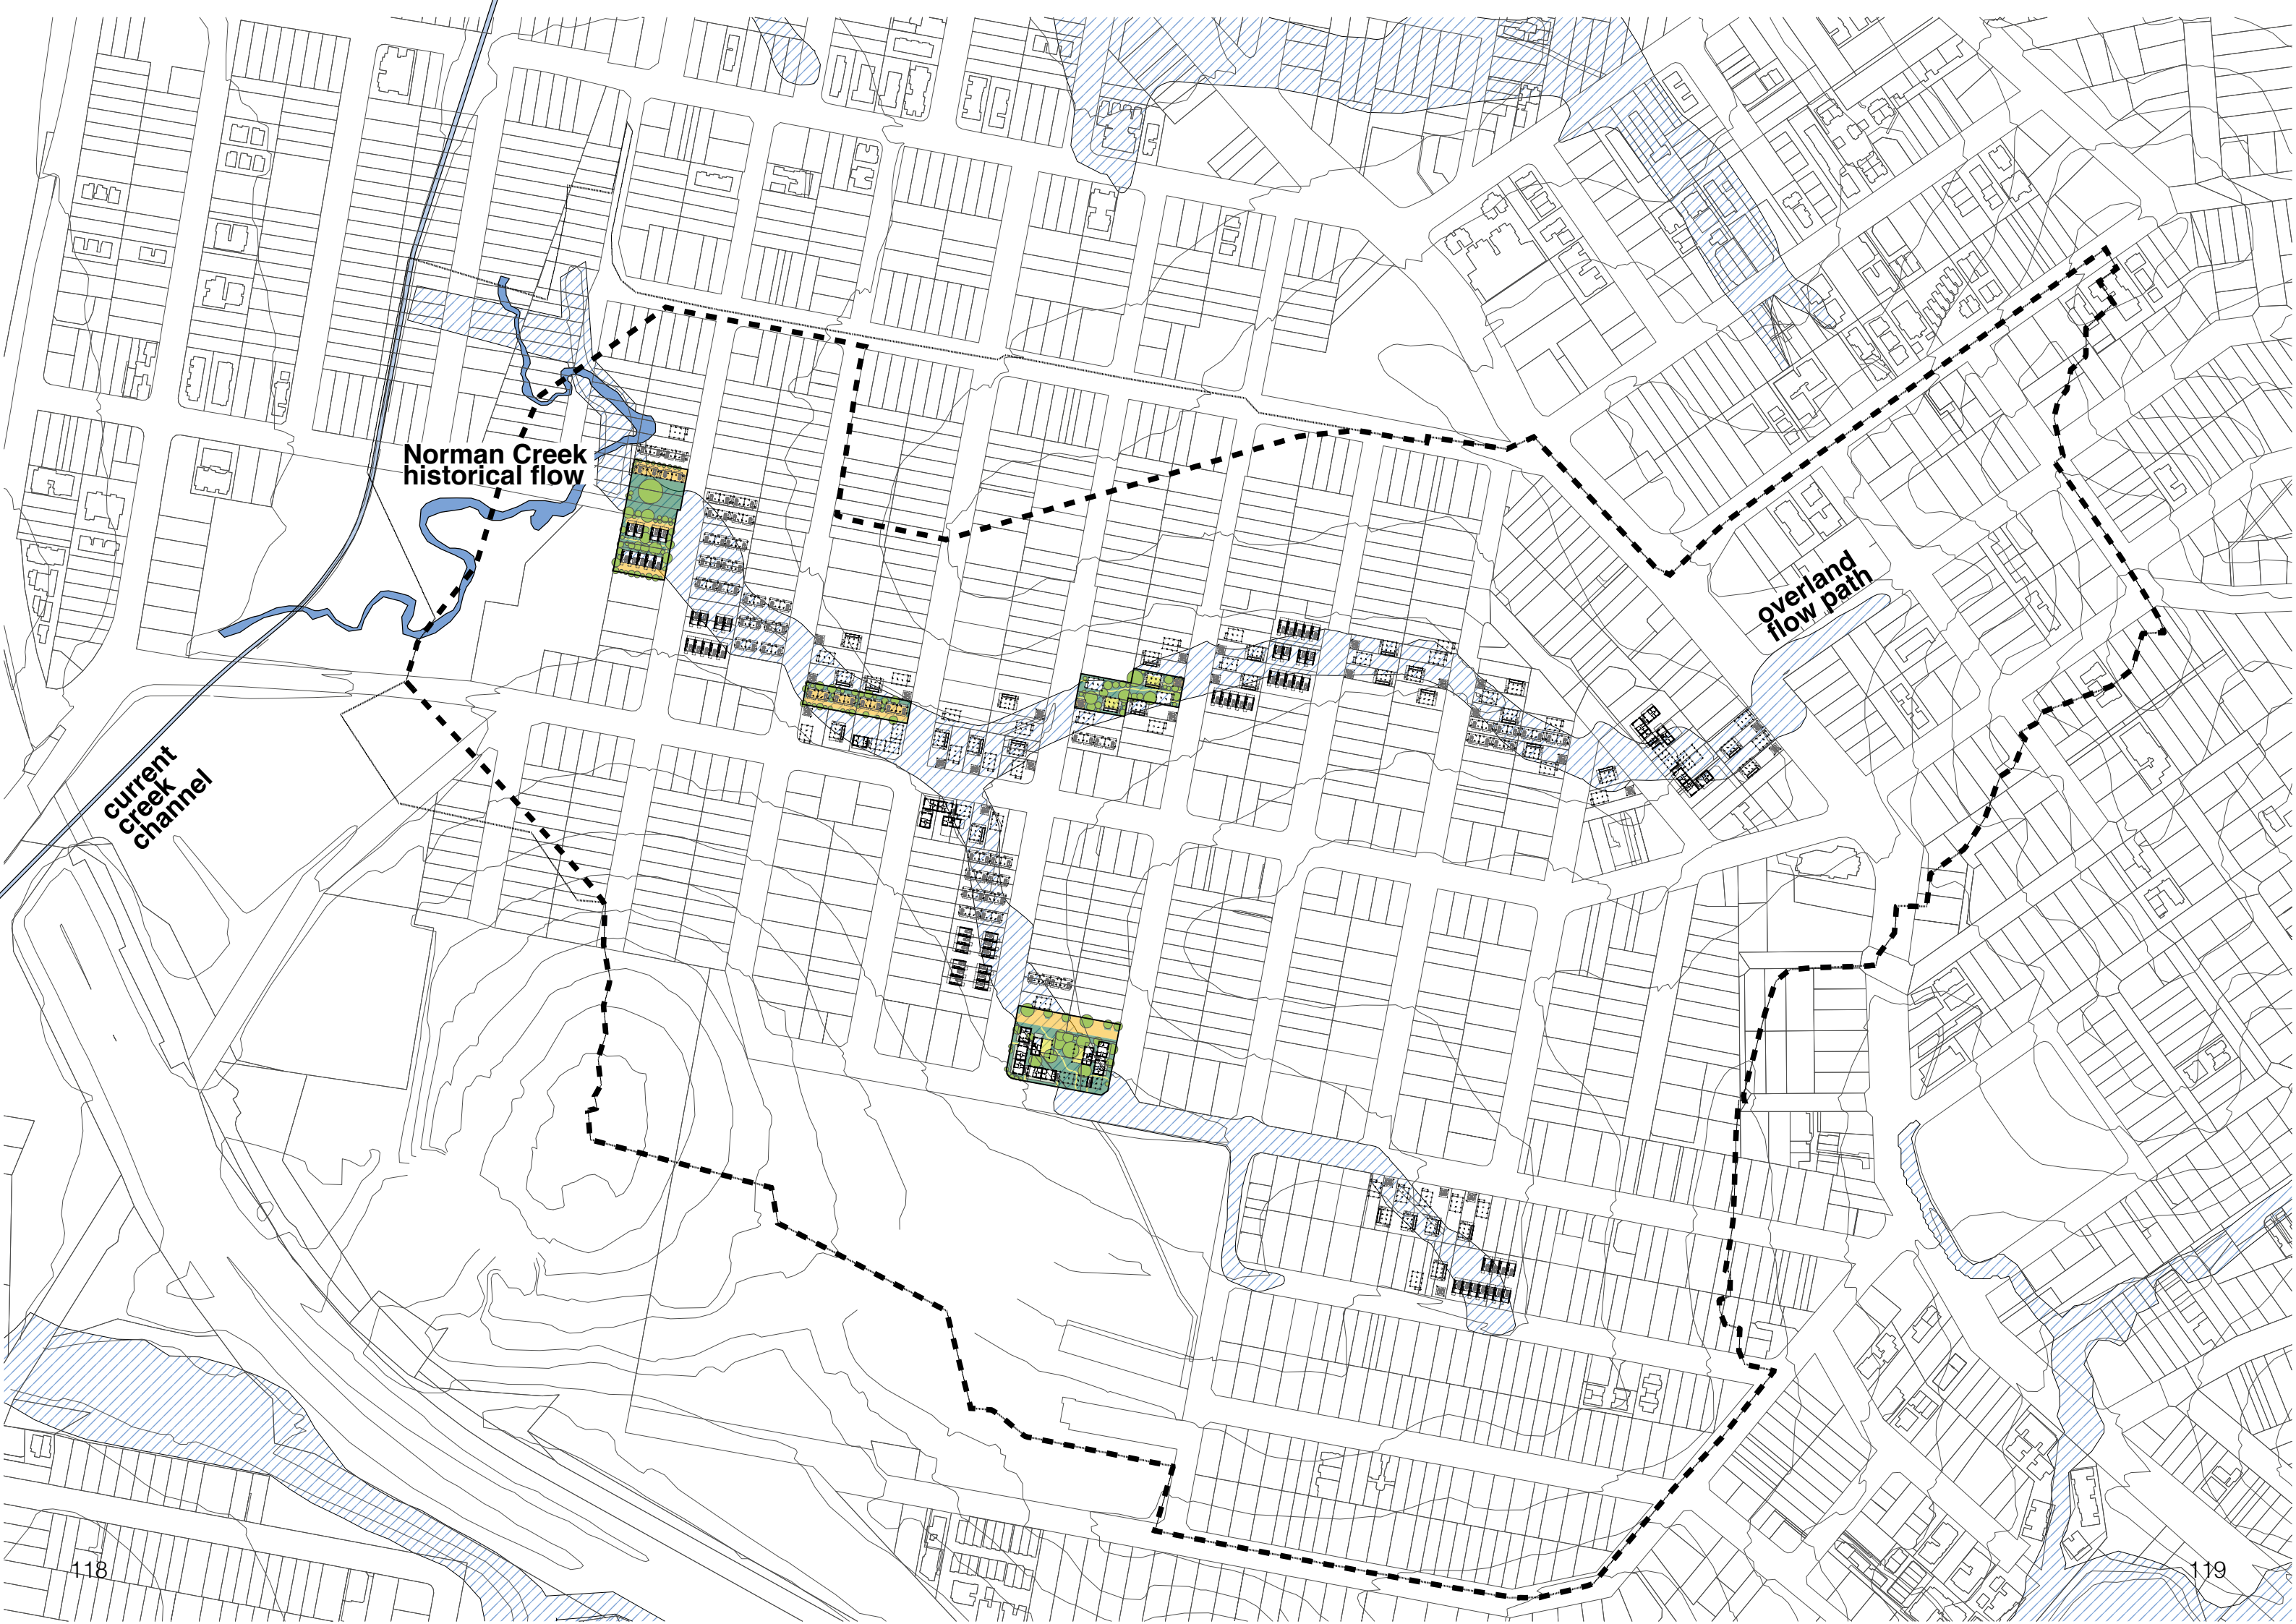 Norman Creek
historical flow
overland
flow path
current
creek
channel
118
119